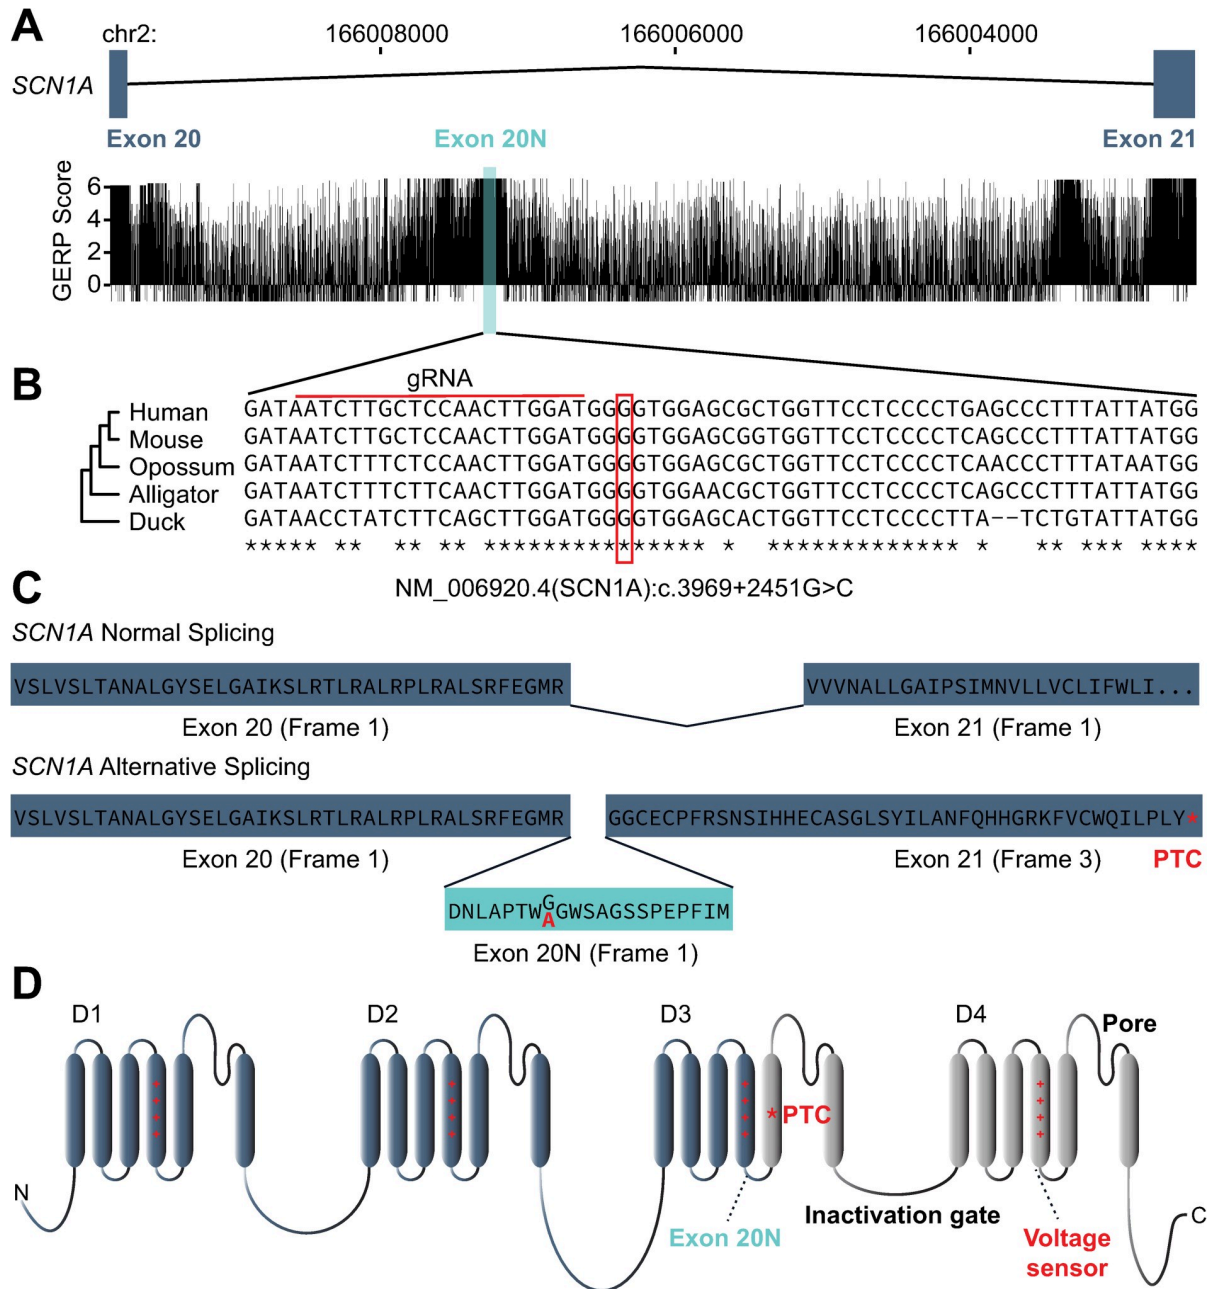 A
chr2:
166008000
166006000
166004000
SCN1A
Exon 20
Exon 20N
Exon 21
GERP Score
6
4
2
0
B
gRNA
Human GATAATCTTGCTCCAACTTGGATGGGGTGGAGCGCTGGTTCCTCCCCTGAGCCCTTTATTATGG
Mouse GATAATCTTGCTCCAACTTGGATGGGGTGGAGCGGTGGTTCCTCCCCTCAGCCCTTTATTATGG
Opossum GATAATCTTTCTCCAACTTGGATGGGGTGGAGCGCTGGTTCCTCCCCTCAACCCTTTATAATGG
Alligator GATAATCTTTCTTCAACTTGGATGGGGTGGAACGCTGGTTCCTCCCCTCAGCCCTTTATTATGG
Duck GATAACCTATCTTCAGCTTGGATGGGGTGGAGCACTGGTTCCTCCCCTTA--TCTGTATTATGG
***** ** ** ** *************** * ************* * ** *** ****
NM_006920.4(SCN1A):c.3969+2451G>C
C
SCN1A Normal Splicing
VSLVSLTANALGYSELGAIKSLRTLRALRPLRALSRFEGMR
VVVNALLGAIPSIMNVLLVCLIFWLI...
Exon 20 (Frame 1)
Exon 21 (Frame 1)
SCN1A Alternative Splicing
VSLVSLTANALGYSELGAIKSLRTLRALRPLRALSRFEGMR
GGCECPFRSNSIHHECASGLSYILANFQHHGRKFVCWQILPLY*
Exon 20 (Frame 1)
Exon 21 (Frame 3)
PTC
DNLAPTWGGWSAGSSPEPFIM
A
Exon 20N (Frame 1)
D
D1
D2
D3
D4
Pore
+ + + +
+ + + +
+ + + +
+ + + +
* PTC
N
C
Exon 20N
Inactivation gate
Voltage
sensor